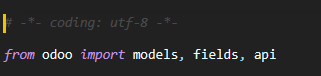 # -*- coding: utf-8 -*-
from odoo import models, fields, api